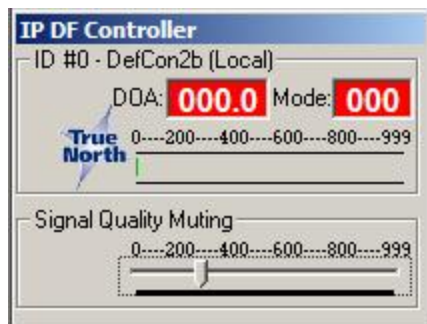 IP DF Controller
ID #0 - DefCon2b (Local)
DOA: 000.0 Mode: 000
True North
0----200----400----600----800----999
Signal Quality Muting
0----200----400----600----800----999